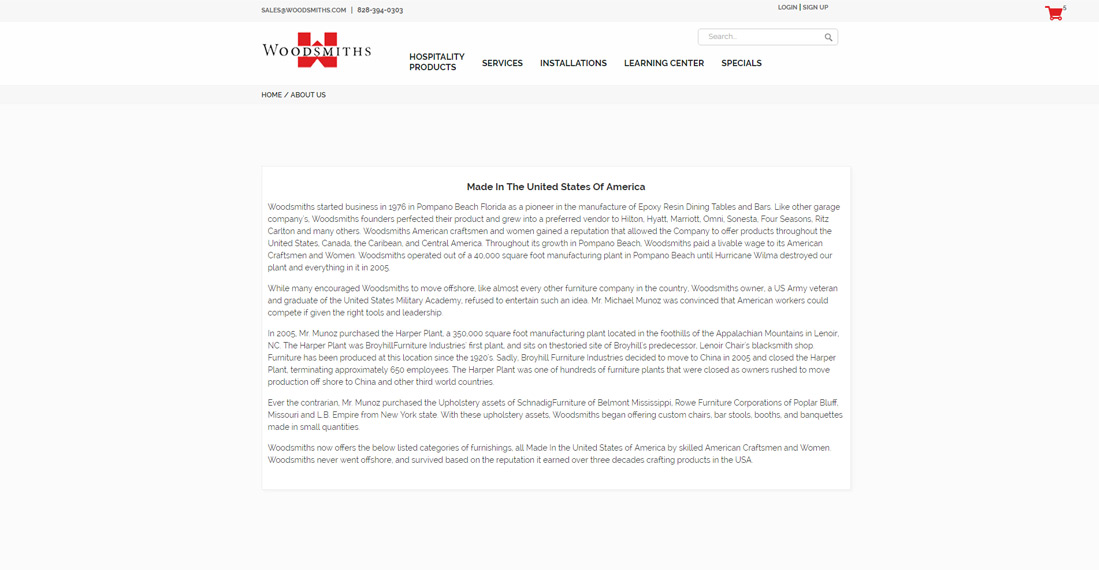 SALES@WOODSMITHS.COM | 828-394-0303
LOGIN | SIGN UP
5
Search...
WOODSMITHS
HOSPITALITY PRODUCTS
SERVICES
INSTALLATIONS
LEARNING CENTER
SPECIALS
HOME / ABOUT US
Made In The United States Of America
Woodsmiths started business in 1976 in Pompano Beach Florida as a pioneer in the manufacture of Epoxy Resin Dining Tables and Bars. Like other garage
company's, Woodsmiths founders perfected their product and grew into a preferred vendor to Hilton, Hyatt, Marriott, Omni, Sonesta, Four Seasons, Ritz
Carlton and many others. Woodsmiths American craftsmen and women gained a reputation that allowed the Company to offer products throughout the
United States, Canada, the Caribean, and Central America. Throughout its growth in Pompano Beach, Woodsmiths paid a livable wage to its American
Craftsmen and Women. Woodsmiths operated out of a 40,000 square foot manufacturing plant in Pompano Beach until Hurricane Wilma destroyed our
plant and everything in it in 2005.
While many encouraged Woodsmiths to move offshore, like almost every other furniture company in the country, Woodsmiths owner, a US Army veteran
and graduate of the United States Military Academy, refused to entertain such an idea. Mr. Michael Munoz was convinced that American workers could
compete if given the right tools and leadership.
In 2005, Mr. Munoz purchased the Harper Plant, a 350,000 square foot manufacturing plant located in the foothills of the Appalachian Mountains in Lenoir,
NC. The Harper Plant was BroyhillFurniture Industries' first plant, and sits on thestoried site of Broyhill's predecessor, Lenoir Chair's blacksmith shop.
Furniture has been produced at this location since the 1920's. Sadly, Broyhill Furniture Industries decided to move to China in 2005 and closed the Harper
Plant, terminating approximately 650 employees. The Harper Plant was one of hundreds of furniture plants that were closed as owners rushed to move
production off shore to China and other third world countries.
Ever the contrarian, Mr. Munoz purchased the Upholstery assets of SchnadigFurniture of Belmont Mississippi, Rowe Furniture Corporations of Poplar Bluff,
Missouri and L.B. Empire from New York state. With these upholstery assets, Woodsmiths began offering custom chairs, bar stools, booths, and banquettes
made in small quantities.
Woodsmiths now offers the below listed categories of furnishings, all Made In the United States of America by skilled American Craftsmen and Women.
Woodsmiths never went offshore, and survived based on the reputation it earned over three decades crafting products in the USA.